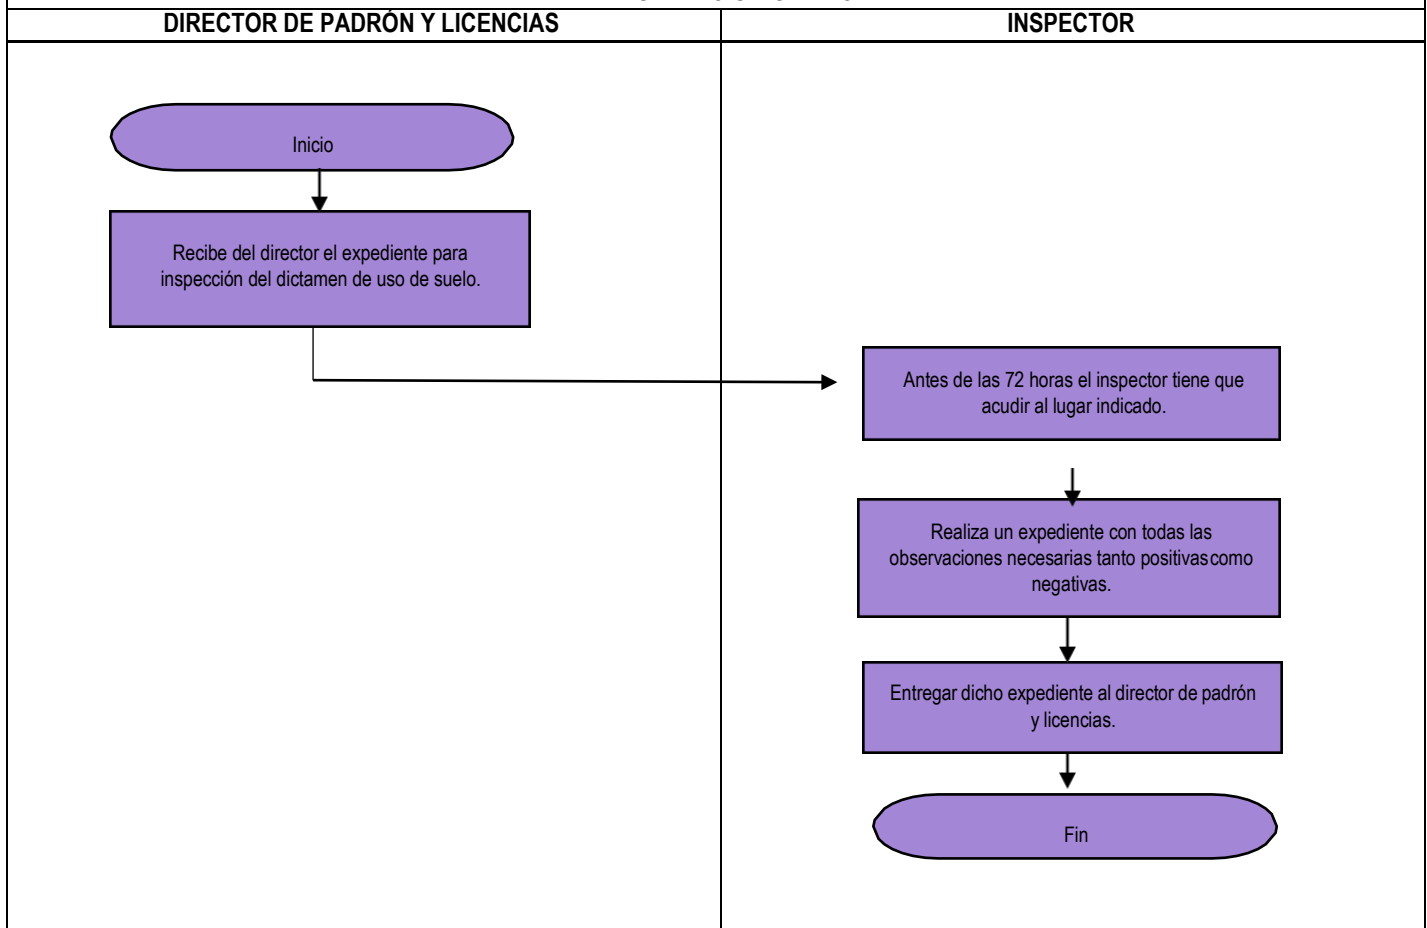 DIRECTOR DE PADRÓN Y LICENCIAS
INSPECTOR
Inicio
Recibe del director el expediente para
inspección del dictamen de uso de suelo.
Antes de las 72 horas el inspector tiene que
acudir al lugar indicado.
Realiza un expediente con todas las
observaciones necesarias tanto positivas como
negativas.
Entregar dicho expediente al director de padrón
y licencias.
Fin